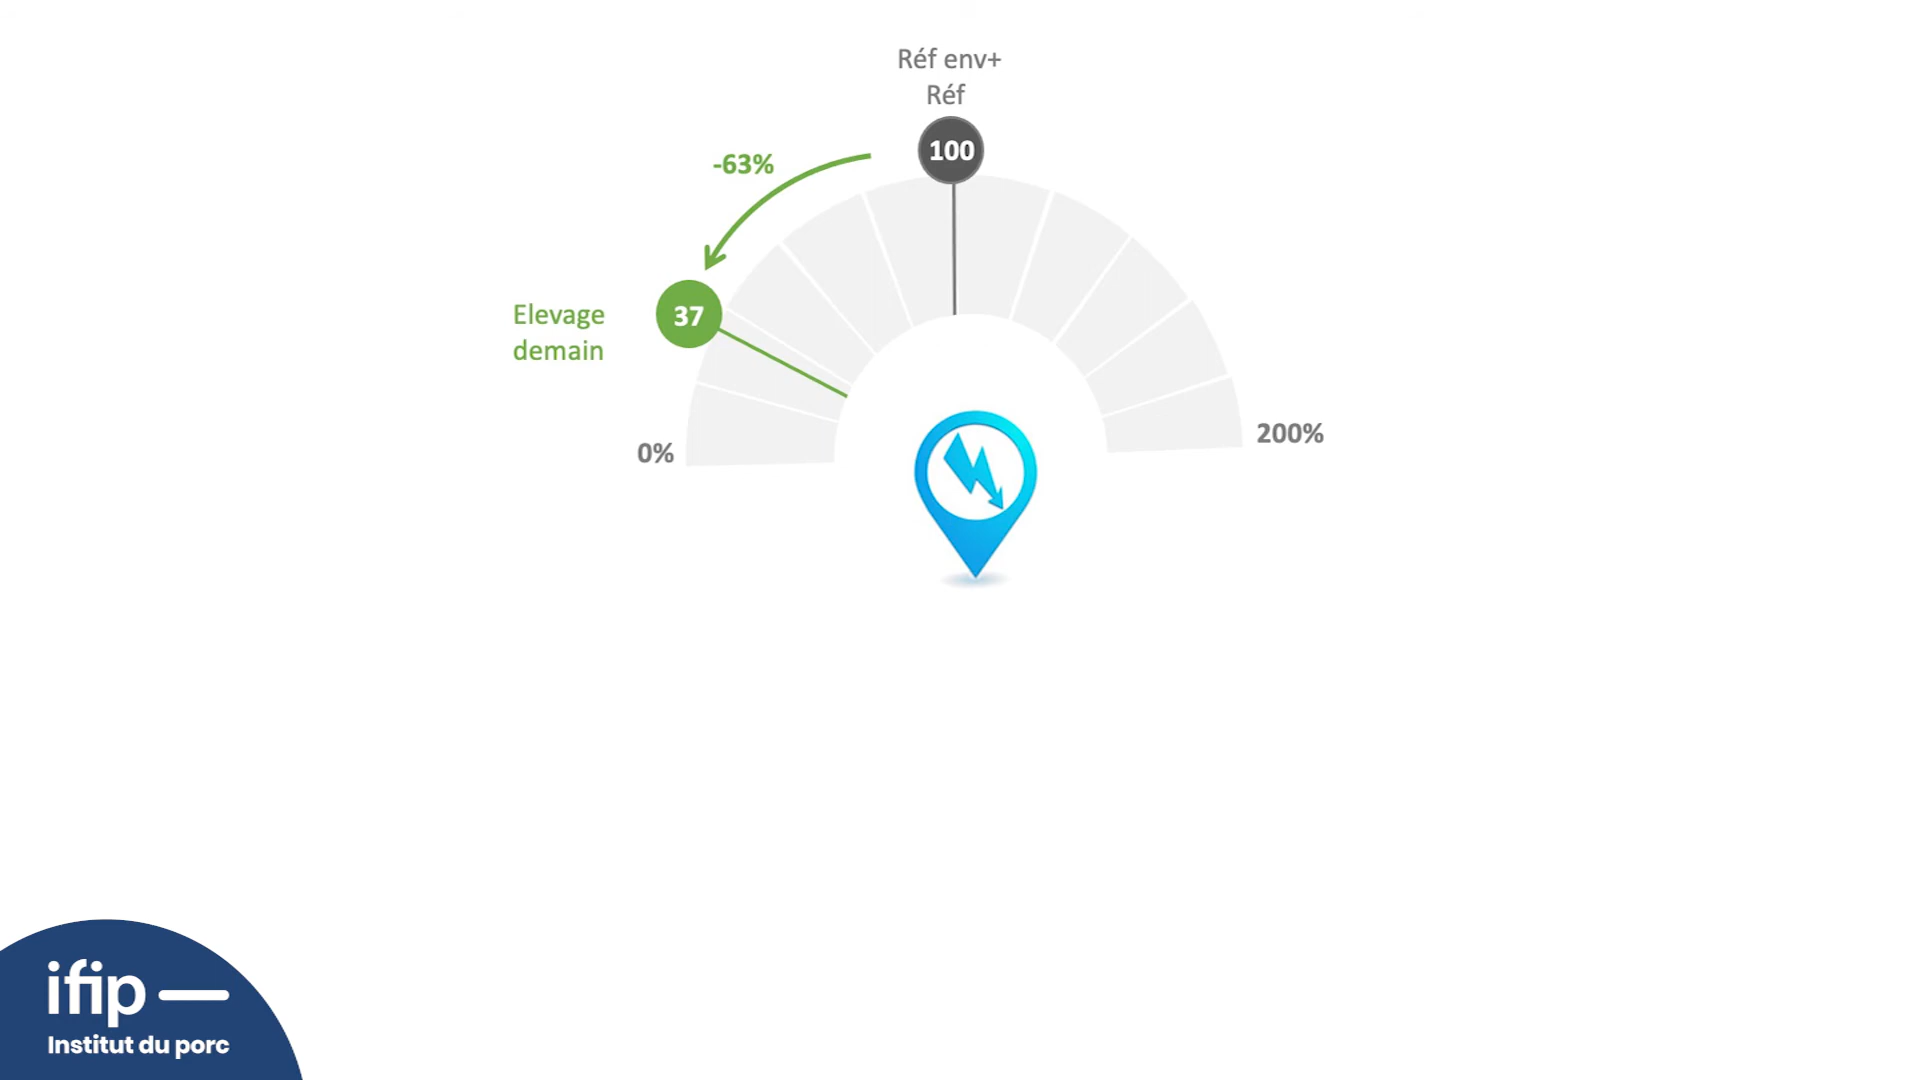 Réf env+
Réf
100
-63%
37
Elevage
demain
0%
200%
ifip
Institut du porc